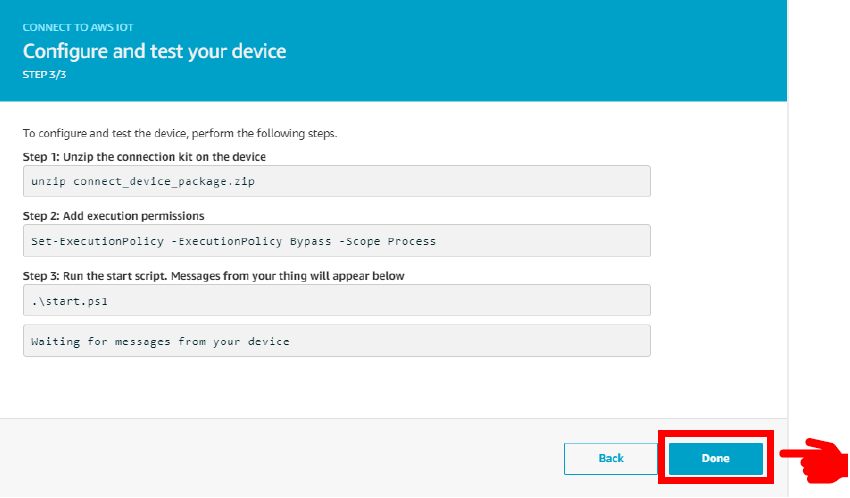 CONNECT TO AWS IOT
Configure and test your device
STEP 3/3
To configure and test the device, perform the following steps.
Step 1: Unzip the connection kit on the device
unzip connect_device_package.zip
Step 2: Add execution permissions
Set-ExecutionPolicy -ExecutionPolicy Bypass -Scope Process
Step 3: Run the start script. Messages from your thing will appear below
.\start.ps1
Waiting for messages from your device
Back
Done